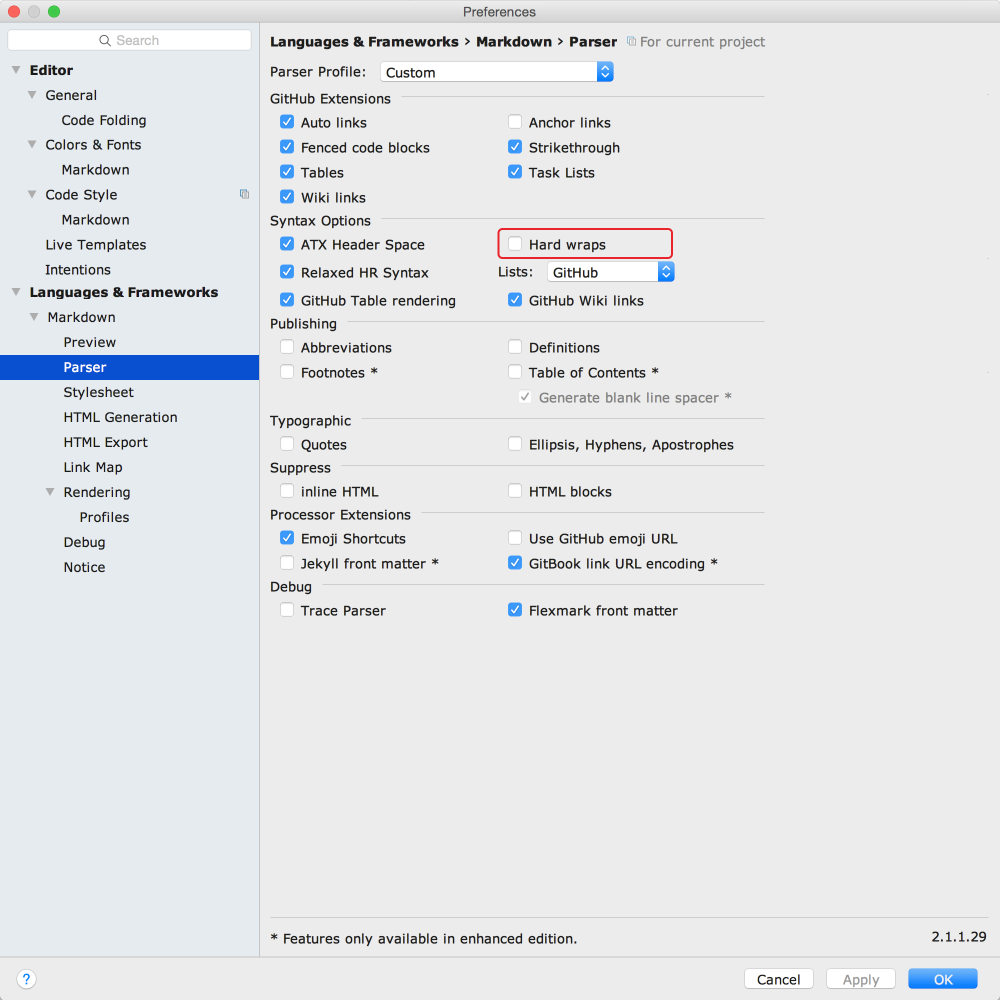 Preferences
Search
Editor
General
Code Folding
Colors & Fonts
Markdown
Code Style
Markdown
Live Templates
Intentions
Languages & Frameworks
Markdown
Preview
Parser
Stylesheet
HTML Generation
HTML Export
Link Map
Rendering
Profiles
Debug
Notice
Languages & Frameworks › Markdown › Parser For current project
Parser Profile: Custom
GitHub Extensions
Auto links Anchor links
Fenced code blocks Strikethrough
Tables Task Lists
Wiki links
Syntax Options
ATX Header Space Hard wraps
Relaxed HR Syntax Lists: GitHub
GitHub Table rendering GitHub Wiki links
Publishing
Abbreviations Definitions
Footnotes * Table of Contents *
Generate blank line spacer *
Typographic
Quotes Ellipsis, Hyphens, Apostrophes
Suppress
inline HTML HTML blocks
Processor Extensions
Emoji Shortcuts Use GitHub emoji URL
Jekyll front matter * GitBook link URL encoding *
Debug
Trace Parser Flexmark front matter
* Features only available in enhanced edition. 2.1.1.29
? Cancel Apply OK